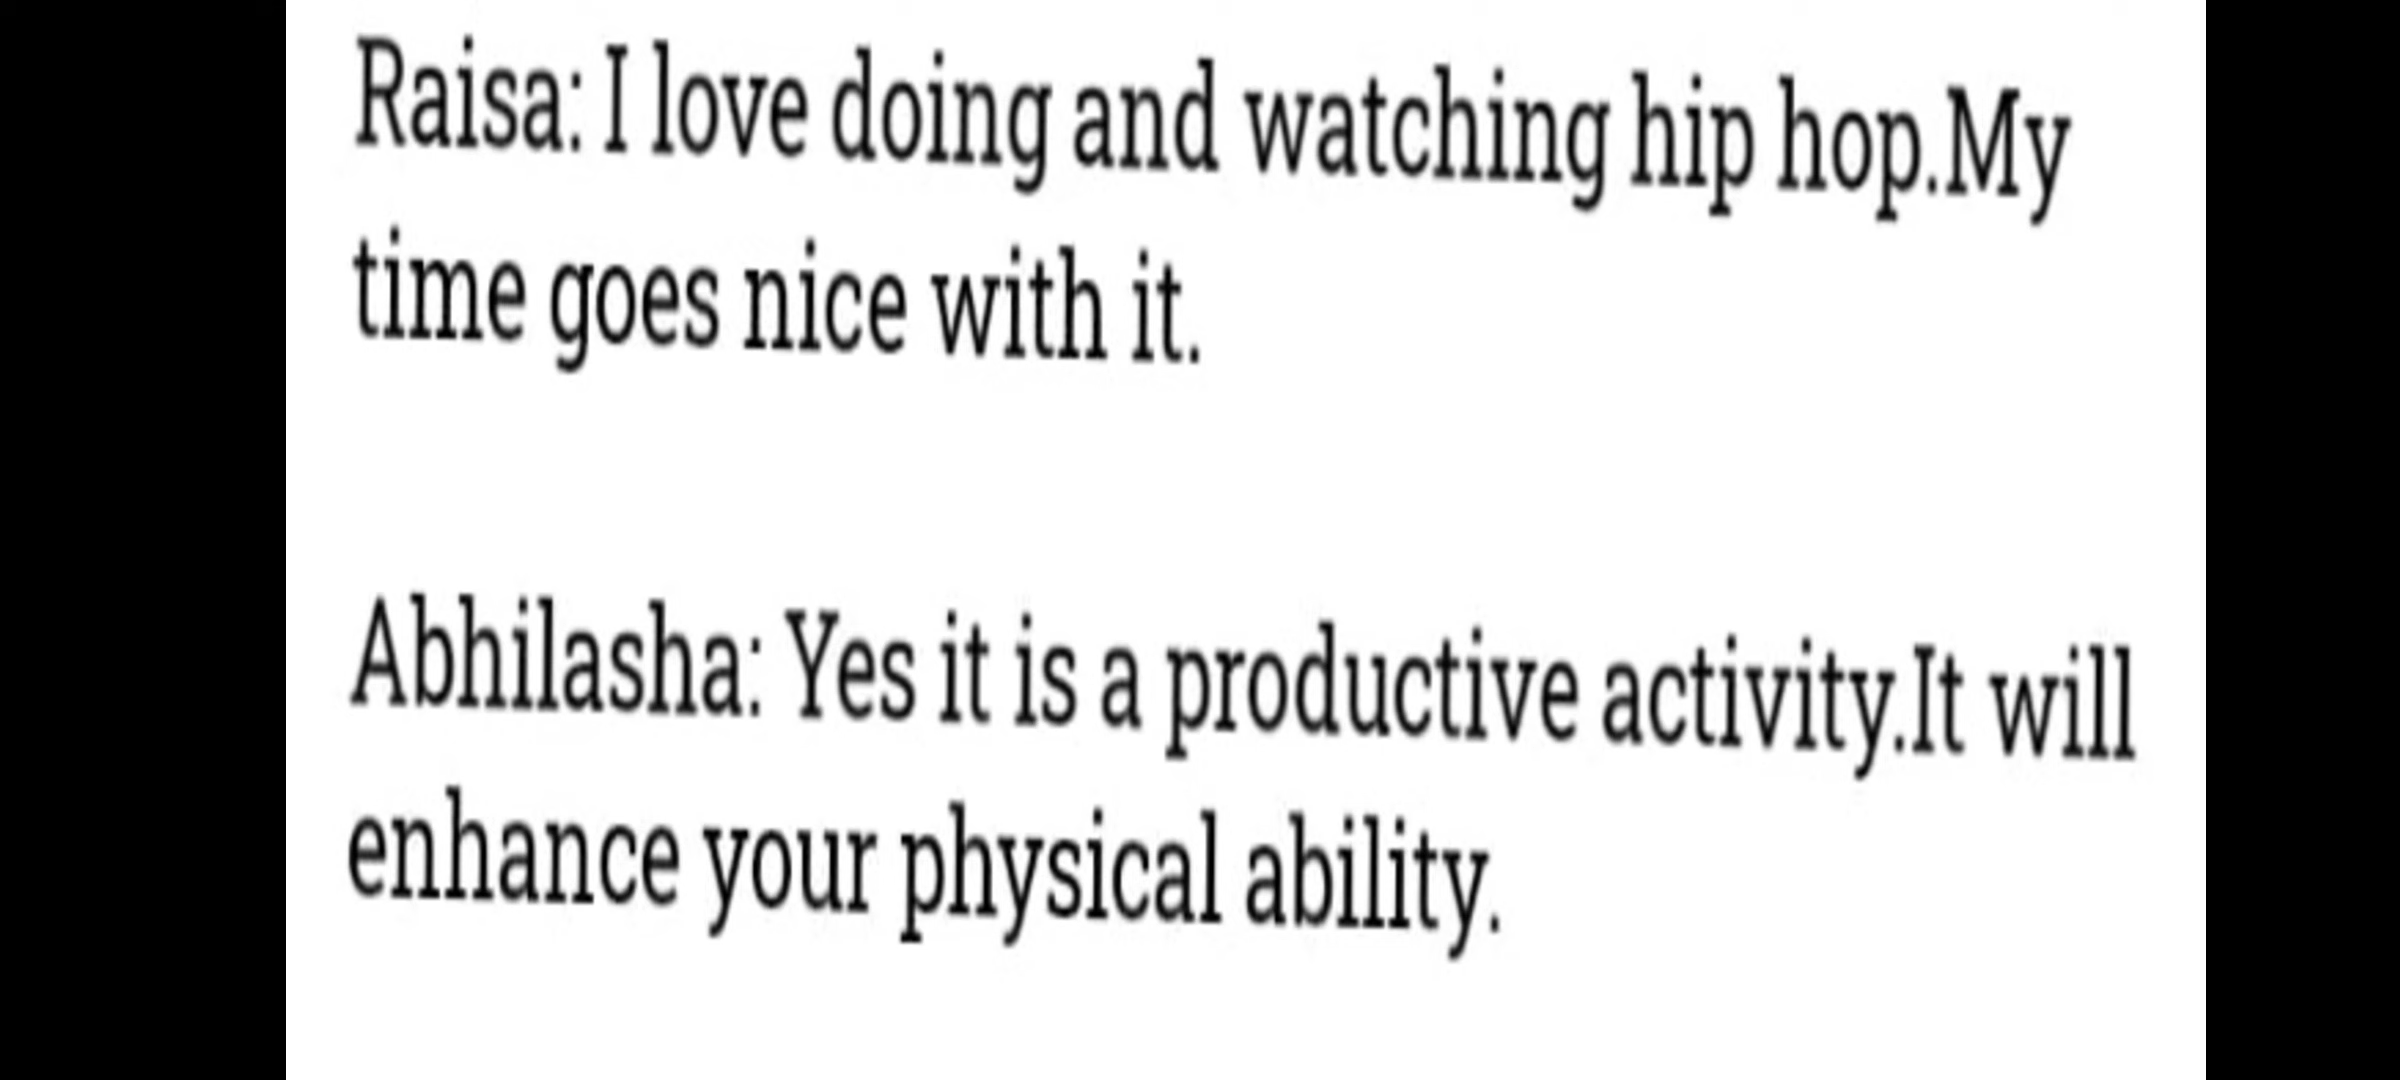 Raisa: I love doing and watching hip hop.My
time goes nice with it.
Abhilasha: Yes it is a productive activity.It will
enhance your physical ability.